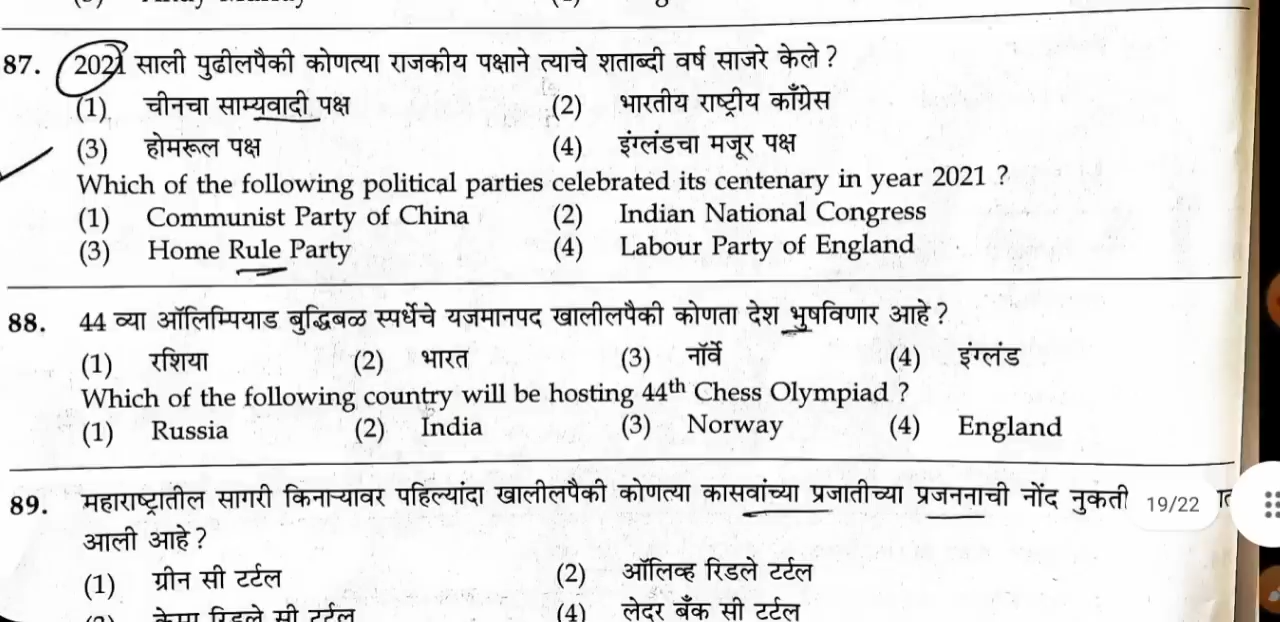 87. 2021 साली पुढीलपैकी कोणत्या राजकीय पक्षाने त्याचे शताब्दी वर्ष साजरे केले ?
(1) चीनचा साम्यवादी पक्ष (2) भारतीय राष्ट्रीय काँग्रेस
(3) होमरूल पक्ष (4) इंग्लंडचा मजूर पक्ष
Which of the following political parties celebrated its centenary in year 2021 ?
(1) Communist Party of China (2) Indian National Congress
(3) Home Rule Party (4) Labour Party of England
88. 44 व्या ऑलिम्पियाड बुद्धिबळ स्पर्धेचे यजमानपद खालीलपैकी कोणता देश भुषविणार आहे ?
(1) रशिया (2) भारत (3) नॉर्वे (4) इंग्लंड
Which of the following country will be hosting 44th Chess Olympiad ?
(1) Russia (2) India (3) Norway (4) England
89. महाराष्ट्रातील सागरी किनाऱ्यावर पहिल्यांदा खालीलपैकी कोणत्या कासवांच्या प्रजातीच्या प्रजननाची नोंद नुकती 19/22
आली आहे ?
(1) ग्रीन सी टर्टल (2) ऑलिव्ह रिडले टर्टल
रिडले सी टर्टल (4) लेदर बँक सी टर्टल